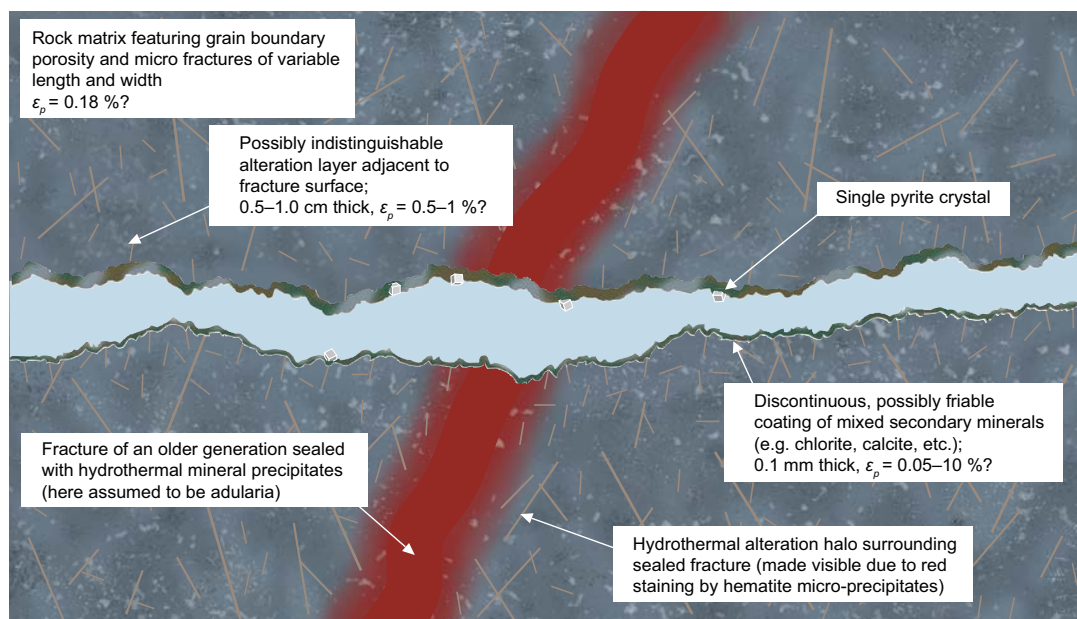 Rock matrix featuring grain boundary
porosity and micro fractures of variable
length and width
εp = 0.18 %?
Possibly indistinguishable
alteration layer adjacent to
fracture surface;
0.5–1.0 cm thick, εp = 0.5–1 %?
Single pyrite crystal
Discontinuous, possibly friable
coating of mixed secondary minerals
(e.g. chlorite, calcite, etc.);
0.1 mm thick, εp = 0.05–10 %?
Fracture of an older generation sealed
with hydrothermal mineral precipitates
(here assumed to be adularia)
Hydrothermal alteration halo surrounding
sealed fracture (made visible due to red
staining by hematite micro-precipitates)